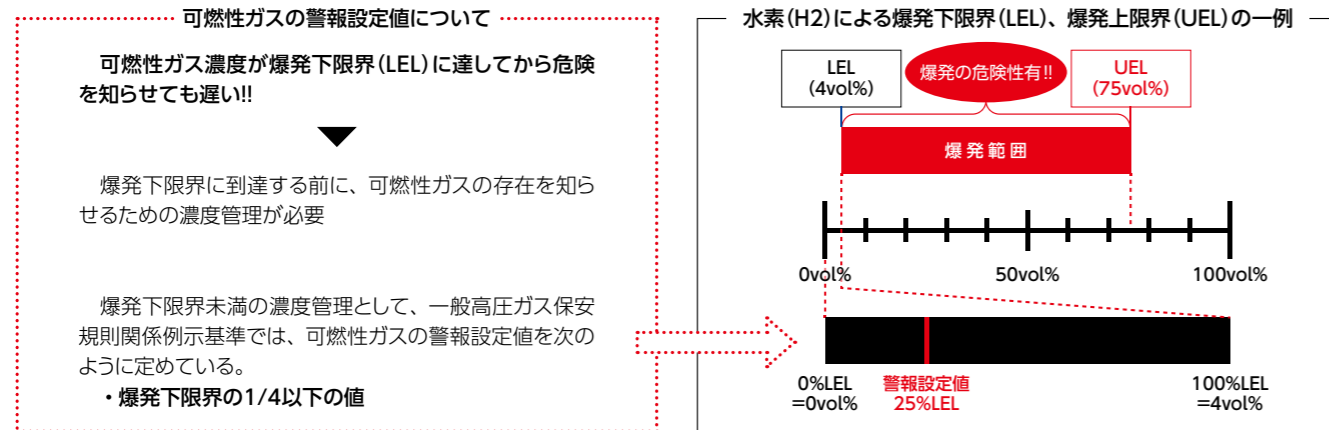 可燃性ガスの警報設定値について
可燃性ガス濃度が爆発下限界(LEL)に達してから危険
を知らせても遅い!!
爆発下限界に到達する前に、可燃性ガスの存在を知ら
せるための濃度管理が必要
爆発下限界未満の濃度管理として、一般高圧ガス保安
規則関係例示基準では、可燃性ガスの警報設定値を次の
ように定めている。
・爆発下限界の1/4以下の値
水素(H2)による爆発下限界(LEL)、爆発上限界(UEL)の一例
LEL
(4vol%)
爆発の危険性有!!
UEL
(75vol%)
爆発範囲
0vol%
50vol%
100vol%
0%LEL
=0vol%
警報設定値
25%LEL
100%LEL
=4vol%